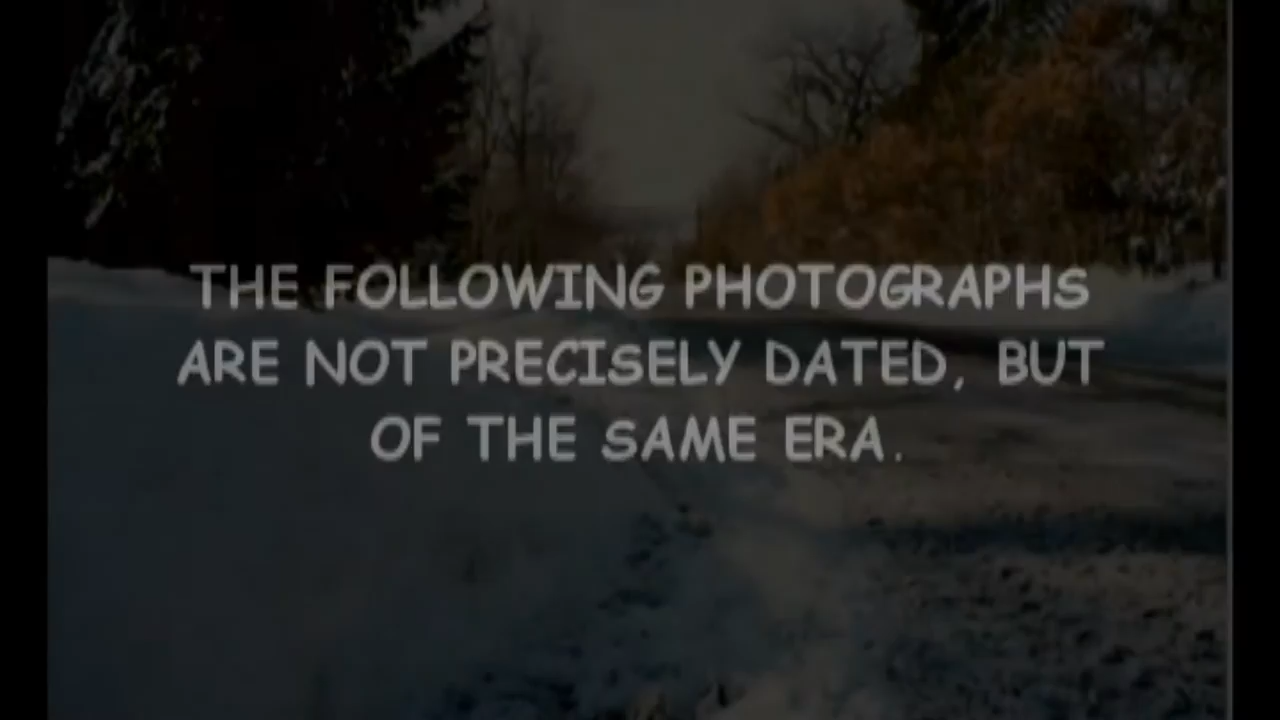 THE FOLLOWING PHOTOGRAPHS
ARE NOT PRECISELY DATED, BUT
OF THE SAME ERA.